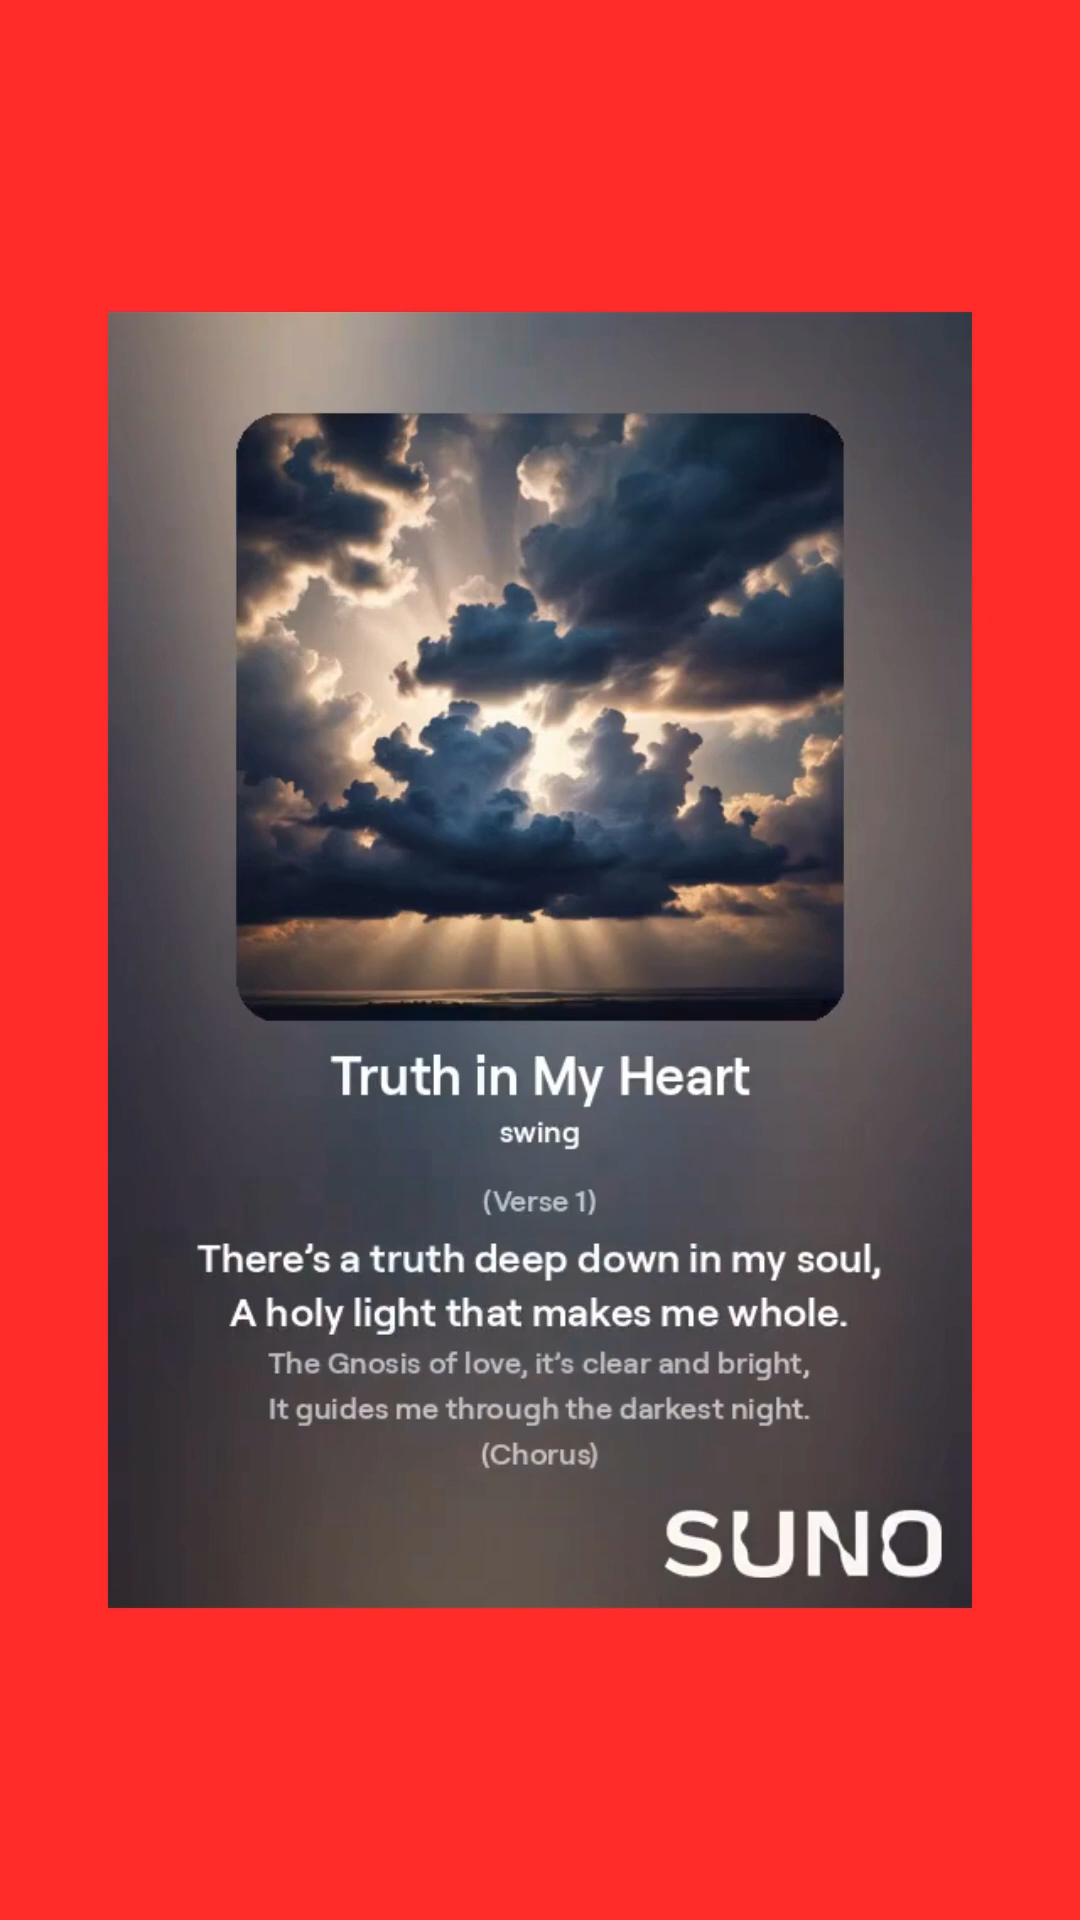 Truth in My Heart
swing
(Verse 1)
There’s a truth deep down in my soul,
A holy light that makes me whole.
The Gnosis of love, it’s clear and bright,
It guides me through the darkest night.
(Chorus)
SUNO